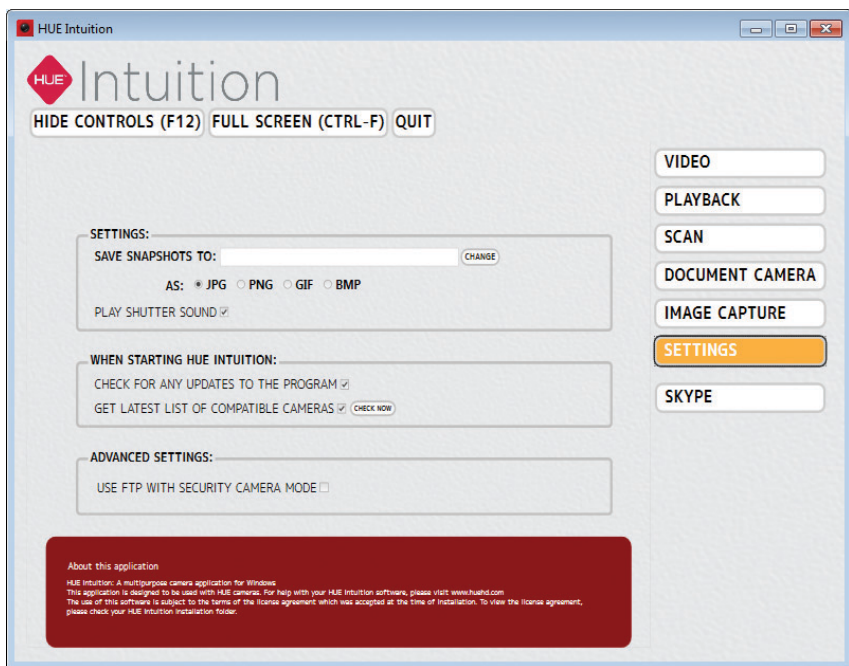 HUE Intuition
HUE Intuition
HIDE CONTROLS (F12) FULL SCREEN (CTRL-F) QUIT
VIDEO
PLAYBACK
SCAN
DOCUMENT CAMERA
IMAGE CAPTURE
SETTINGS
SKYPE
SETTINGS:
SAVE SNAPSHOTS TO: CHANGE
AS: JPG PNG GIF BMP
PLAY SHUTTER SOUND
WHEN STARTING HUE INTUITION:
CHECK FOR ANY UPDATES TO THE PROGRAM
GET LATEST LIST OF COMPATIBLE CAMERAS CHECK NOW
ADVANCED SETTINGS:
USE FTP WITH SECURITY CAMERA MODE
About this application
HUE Intuition: A multipurpose camera application for Windows
This application is designed to be used with HUE cameras. For help with your HUE Intuition software, please visit www.huehd.com
The use of this software is subject to the terms of the license agreement which was accepted at the time of installation. To view the license agreement,
please check your HUE Intuition installation folder.